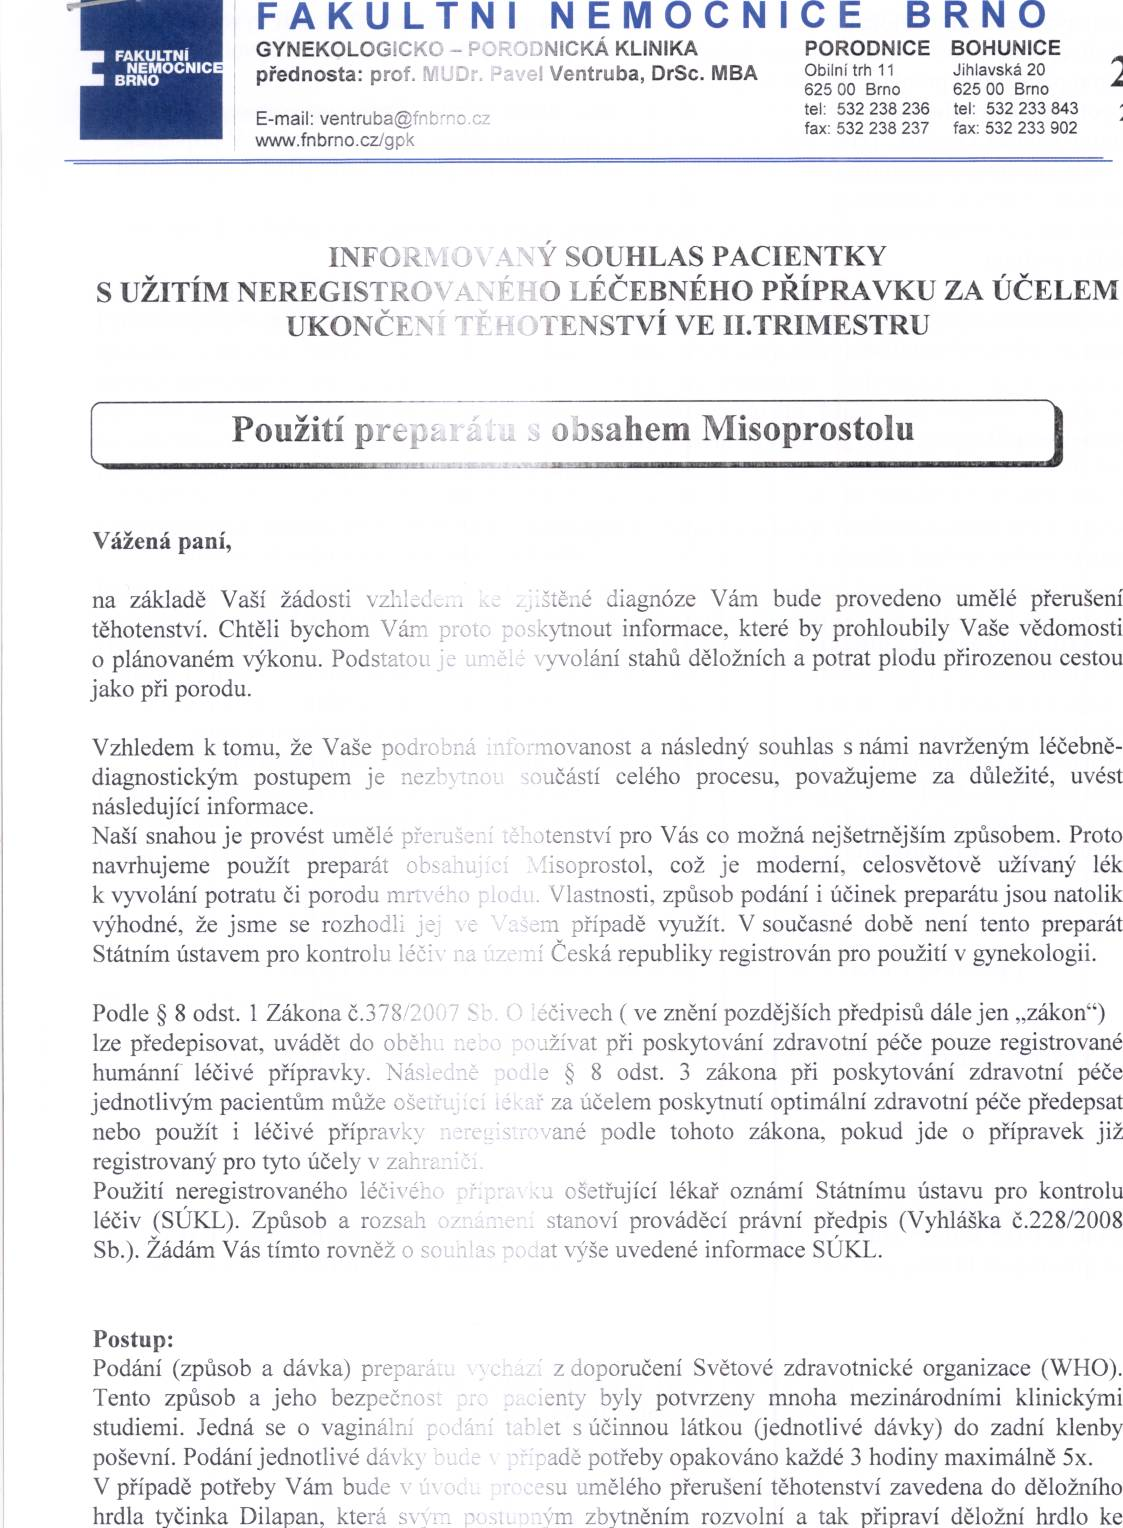 FAKULTNÍ NEMOCNICE BRNO
FAKULTNÍ
NEMOCNICE
BRNO
GYNEKOLOGICKO – PORODNICKÁ KLINIKA
přednosta: prof. MUDr. Pavel Ventruba, DrSc. MBA
E-mail: ventruba@fnbrno.cz
www.fnbrno.cz/gpk
PORODNICE BOHUNICE
Obilní trh 11 Jihlavská 20
625 00 Brno 625 00 Brno
tel: 532 238 236 tel: 532 233 843
fax: 532 238 237 fax: 532 233 902
INFORMOVANÝ SOUHLAS PACIENTKY
S UŽITÍM NEREGISTROVANÉHO LÉČEBNÉHO PŘÍPRAVKU ZA ÚČELEM
UKONČENÍ TĚHOTENSTVÍ VE II.TRIMESTRU
Použití preparátu s obsahem Misoprostolu
Vážená paní,
na základě Vaší žádosti vzhledem ke zjištěné diagnóze Vám bude provedeno umělé přerušení
těhotenství. Chtěli bychom Vám proto poskytnout informace, které by prohloubily Vaše vědomosti
o plánovaném výkonu. Podstatou je umělé vyvolání stahů děložních a potrat plodu přirozenou cestou
jako při porodu.
Vzhledem k tomu, že Vaše podrobná informovanost a následný souhlas s námi navrženým léčebně-
diagnostickým postupem je nezbytnou součástí celého procesu, považujeme za důležité, uvést
následující informace.
Naší snahou je provést umělé přerušení těhotenství pro Vás co možná nejšetrnějším způsobem. Proto
navrhujeme použít preparát obsahující Misoprostol, což je moderní, celosvětově užívaný lék
k vyvolání potratu či porodu mrtvého plodu. Vlastnosti, způsob podání i účinek preparátu jsou natolik
výhodné, že jsme se rozhodli jej ve Vašem případě využít. V současné době není tento preparát
Státním ústavem pro kontrolu léčiv na území Česká republiky registrován pro použití v gynekologii.
Podle § 8 odst. 1 Zákona č.378/2007 Sb. O léčivech ( ve znění pozdějších předpisů dále jen „zákon“)
lze předepisovat, uvádět do oběhu nebo používat při poskytování zdravotní péče pouze registrované
humánní léčivé přípravky. Následně podle § 8 odst. 3 zákona při poskytování zdravotní péče
jednotlivým pacientům může ošetřující lékař za účelem poskytnutí optimální zdravotní péče předepsat
nebo použít i léčivé přípravky neregistrované podle tohoto zákona, pokud jde o přípravek již
registrovaný pro tyto účely v zahraničí.
Použití neregistrovaného léčivého přípravku ošetřující lékař oznámí Státnímu ústavu pro kontrolu
léčiv (SÚKL). Způsob a rozsah oznámení stanoví prováděcí právní předpis (Vyhláška č.228/2008
Sb.). Žádám Vás tímto rovněž o souhlas podat výše uvedené informace SÚKL.
Postup:
Podání (způsob a dávka) preparátu vychází z doporučení Světové zdravotnické organizace (WHO).
Tento způsob a jeho bezpečnost pro pacienty byly potvrzeny mnoha mezinárodními klinickými
studiemi. Jedná se o vaginální podání tablet s účinnou látkou (jednotlivé dávky) do zadní klenby
poševní. Podání jednotlivé dávky bude v případě potřeby opakováno každé 3 hodiny maximálně 5x.
V případě potřeby Vám bude v úvodu procesu umělého přerušení těhotenství zavedena do děložního
hrdla tyčinka Dilapan, která svým postupným zbytněním rozvolní a tak připraví děložní hrdlo ke